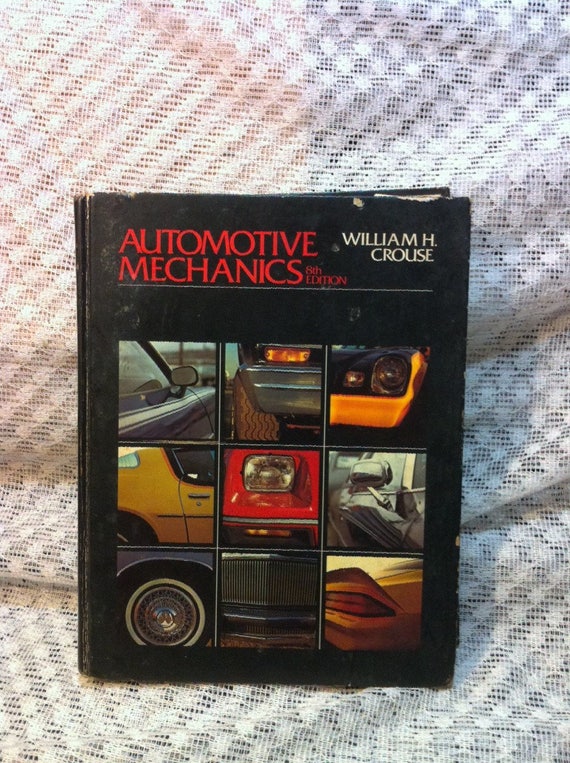 AUTOMOTIVE
MECHANICS 8th EDITION
WILLIAM H.
CROUSE